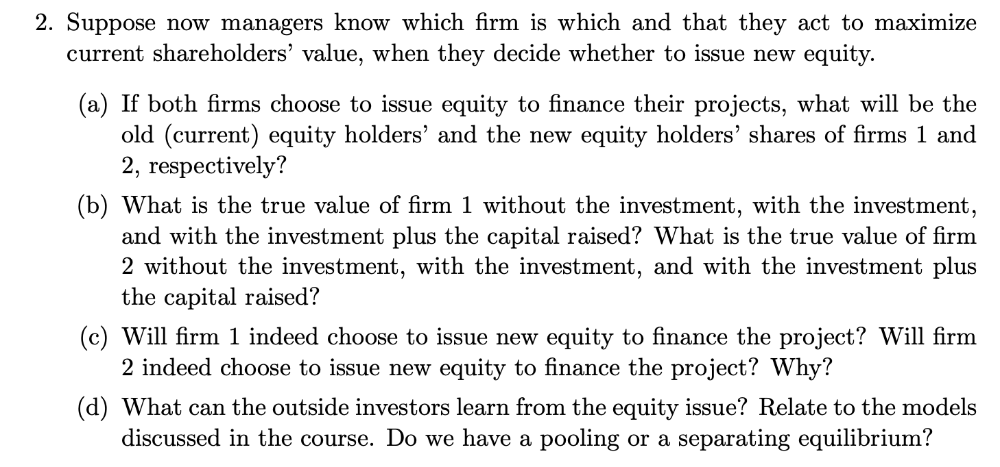 2. Suppose now managers know which firm is which and that they act to maximize
current shareholders’ value, when they decide whether to issue new equity.
(a) If both firms choose to issue equity to finance their projects, what will be the
old (current) equity holders’ and the new equity holders’ shares of firms 1 and
2, respectively?
(b) What is the true value of firm 1 without the investment, with the investment,
and with the investment plus the capital raised? What is the true value of firm
2 without the investment, with the investment, and with the investment plus
the capital raised?
(c) Will firm 1 indeed choose to issue new equity to finance the project? Will firm
2 indeed choose to issue new equity to finance the project? Why?
(d) What can the outside investors learn from the equity issue? Relate to the models
discussed in the course. Do we have a pooling or a separating equilibrium?